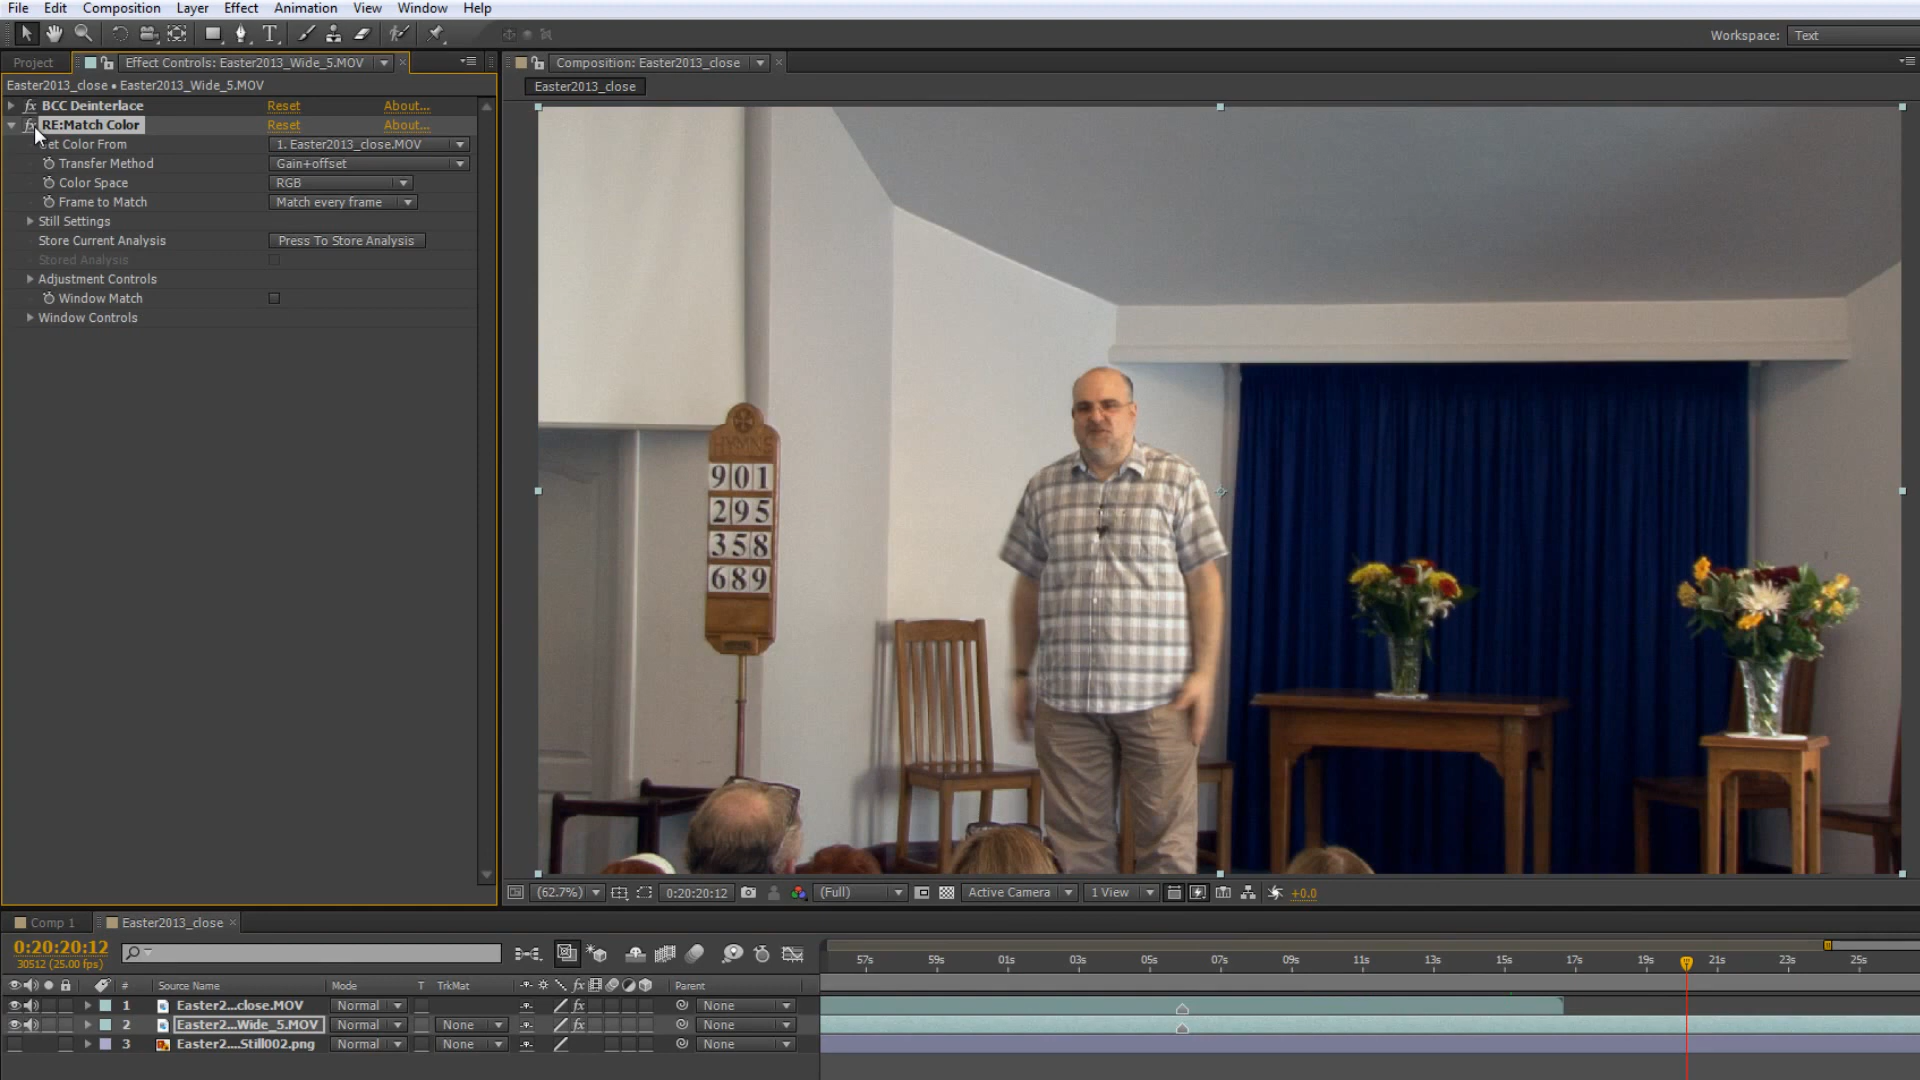 File Edit Composition Layer Effect Animation View Window Help
Workspace: Text
Project Effect Controls: Easter2013_Wide_5.MOV
Composition: Easter2013_close
Easter2013_close • Easter2013_Wide_5.MOV
Easter2013_close
fx BCC Deinterlace Reset About...
fx RE:Match Color Reset About...
et Color From 1. Easter2013_close.MOV
Transfer Method Gain+offset
Color Space RGB
Frame to Match Match every frame
Still Settings
Store Current Analysis Press To Store Analysis
Stored Analysis
Adjustment Controls
Window Match
Window Controls
HYMNS
901
295
358
689
(62.7%) 0:20:20:12 (Full) Active Camera 1 View +0.0
Comp 1 Easter2013_close
0:20:20:12
30512 (25.00 fps)
57s 59s 01s 03s 05s 07s 09s 11s 13s 15s 17s 19s 21s 23s 25s
# Source Name Mode T TrkMat fx Parent
1 Easter2...close.MOV Normal fx None
2 Easter2...Wide_5.MOV Normal None fx None
3 Easter2....Still002.png Normal None None